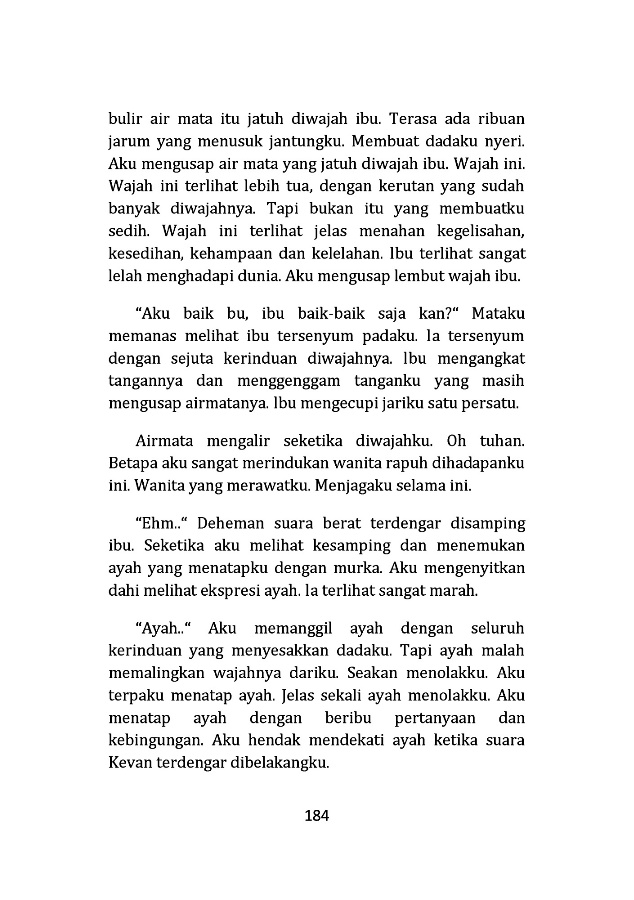 bulir air mata itu jatuh diwajah ibu. Terasa ada ribuan
jarum yang menusuk jantungku. Membuat dadaku nyeri.
Aku mengusap air mata yang jatuh diwajah ibu. Wajah ini.
Wajah ini terlihat lebih tua, dengan kerutan yang sudah
banyak diwajahnya. Tapi bukan itu yang membuatku
sedih. Wajah ini terlihat jelas menahan kegelisahan,
kesedihan, kehampaan dan kelelahan. Ibu terlihat sangat
lelah menghadapi dunia. Aku mengusap lembut wajah ibu.
“Aku baik bu, ibu baik-baik saja kan?“ Mataku
memanas melihat ibu tersenyum padaku. Ia tersenyum
dengan sejuta kerinduan diwajahnya. Ibu mengangkat
tangannya dan menggenggam tanganku yang masih
mengusap airmatanya. Ibu mengecupi jariku satu persatu.
Airmata mengalir seketika diwajahku. Oh tuhan.
Betapa aku sangat merindukan wanita rapuh dihadapanku
ini. Wanita yang merawatku. Menjagaku selama ini.
“Ehm..“ Deheman suara berat terdengar disamping
ibu. Seketika aku melihat kesamping dan menemukan
ayah yang menatapku dengan murka. Aku mengenyitkan
dahi melihat ekspresi ayah. Ia terlihat sangat marah.
“Ayah..“ Aku memanggil ayah dengan seluruh
kerinduan yang menyesakkan dadaku. Tapi ayah malah
memalingkan wajahnya dariku. Seakan menolakku. Aku
terpaku menatap ayah. Jelas sekali ayah menolakku. Aku
menatap ayah dengan beribu pertanyaan dan
kebingungan. Aku hendak mendekati ayah ketika suara
Kevan terdengar dibelakangku.
184